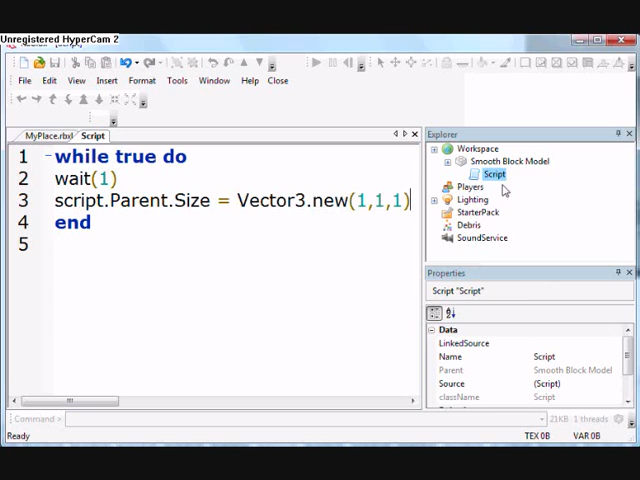 Unregistered HyperCam 2
File Edit View Insert Format Tools Window Help Close
MyPlace.rbxl Script
1 while true do
2 wait(1)
3 script.Parent.Size = Vector3.new(1,1,1)
4 end
5
Explorer
Workspace
Smooth Block Model
Script
Players
Lighting
StarterPack
Debris
SoundService
Properties
Script "Script"
Data
LinkedSource
Name Script
Parent Smooth Block Model
Source (Script)
className Script
Command
21KB 1 threads
Ready
TEX 0B VAR 0B